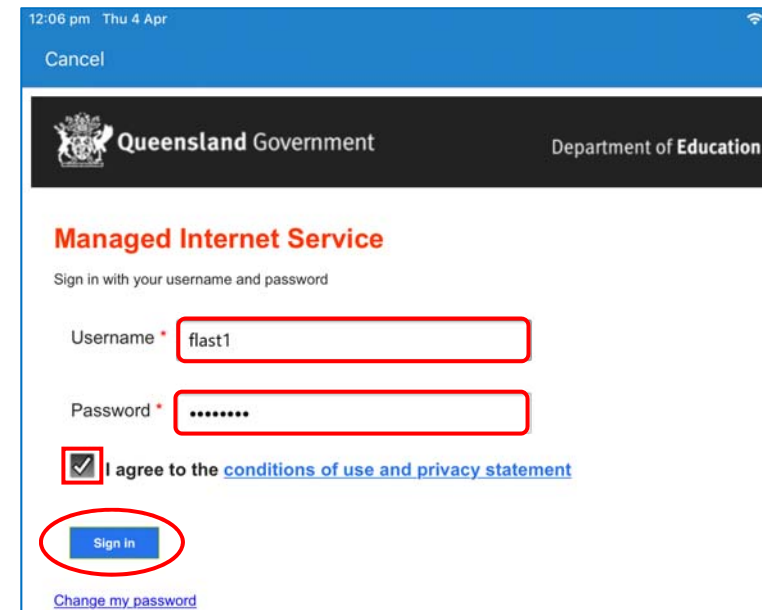 12:06 pm Thu 4 Apr
Cancel
Queensland Government
Department of Education
Managed Internet Service
Sign in with your username and password
Username * flast1
Password * ••••••••
I agree to the conditions of use and privacy statement
Sign in
Change my password